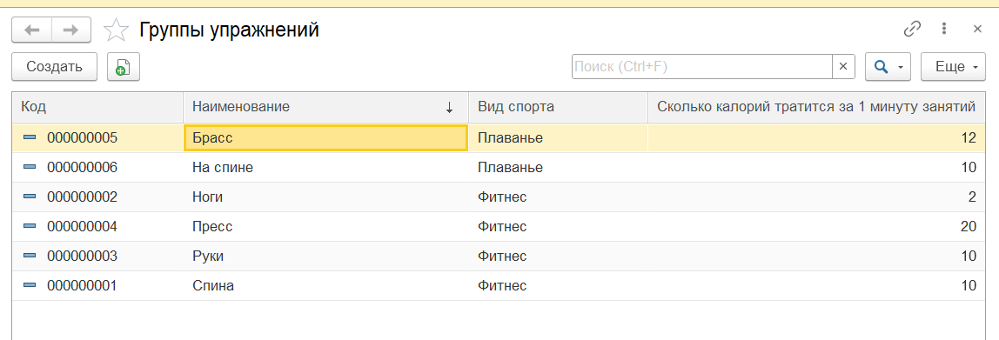 Группы упражнений
Создать Поиск (Ctrl+F) Еще
Код Наименование Вид спорта Сколько калорий тратится за 1 минуту занятий
000000005 Брасс Плаванье 12
000000006 На спине Плаванье 10
000000002 Ноги Фитнес 2
000000004 Пресс Фитнес 20
000000003 Руки Фитнес 10
000000001 Спина Фитнес 10